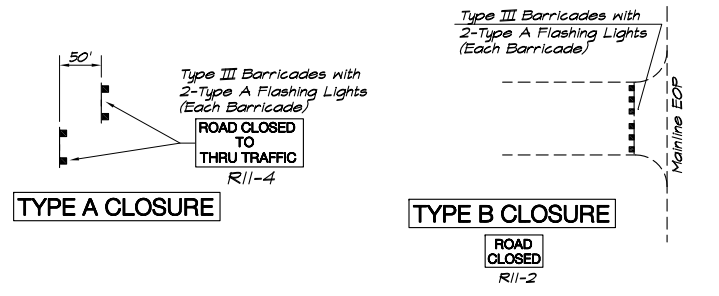 50'
Type III Barricades with
2-Type A Flashing Lights
(Each Barricade)
ROAD CLOSED
TO
THRU TRAFFIC
R11-4
TYPE A CLOSURE
Type III Barricades with
2-Type A Flashing Lights
(Each Barricade)
Mainline EOP
TYPE B CLOSURE
ROAD
CLOSED
R11-2